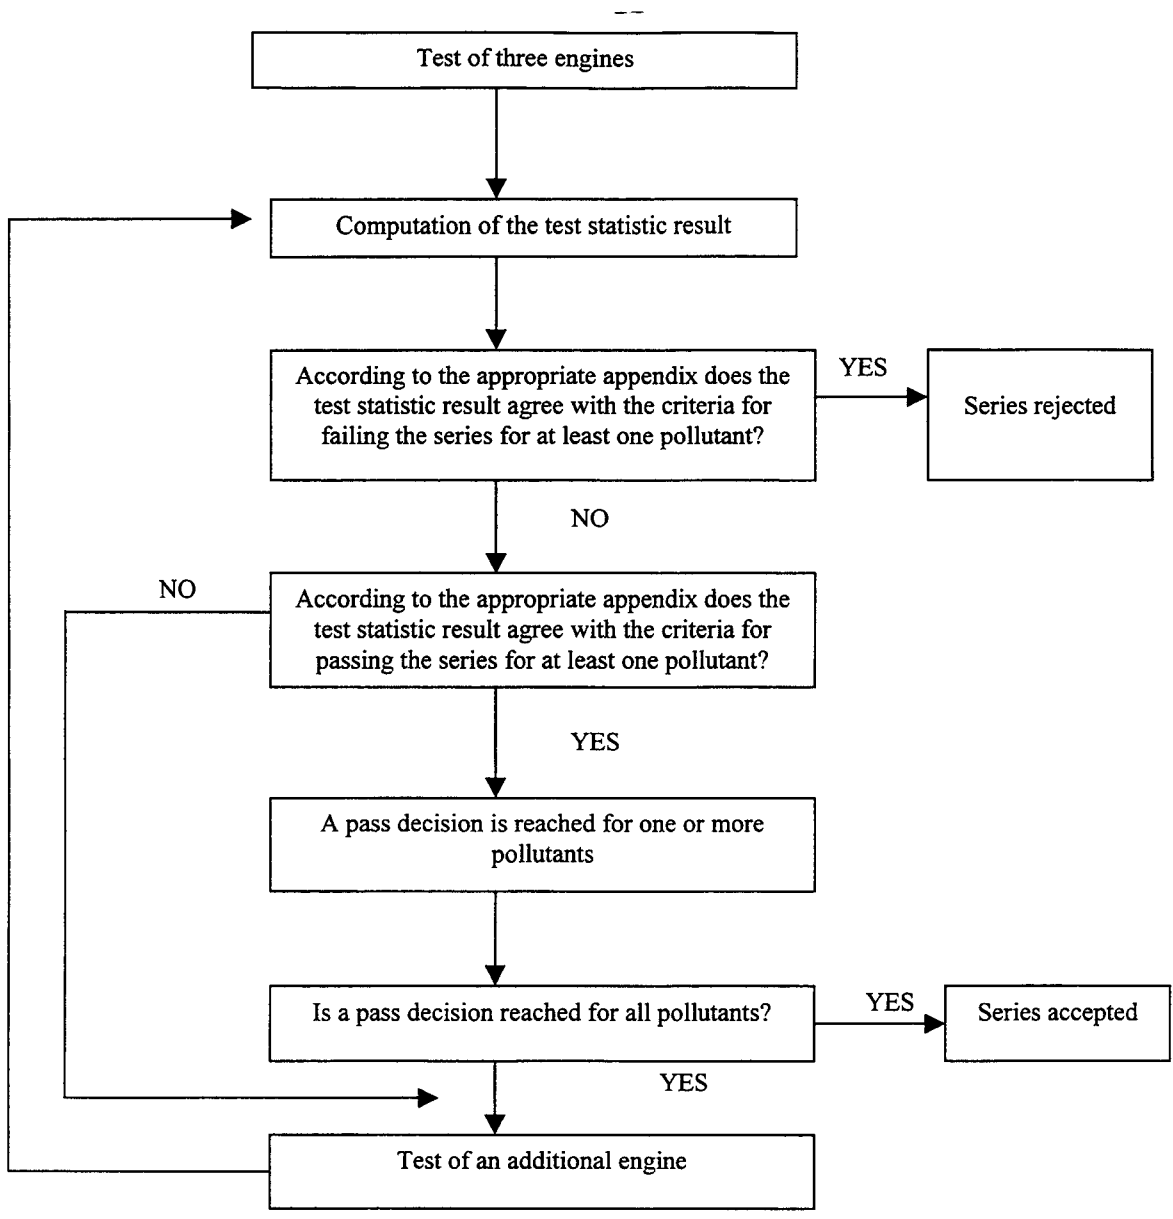 Test of three engines
Computation of the test statistic result
According to the appropriate appendix does the
test statistic result agree with the criteria for
failing the series for at least one pollutant?
YES
Series rejected
NO
NO
According to the appropriate appendix does the
test statistic result agree with the criteria for
passing the series for at least one pollutant?
YES
A pass decision is reached for one or more
pollutants
Is a pass decision reached for all pollutants?
YES
Series accepted
YES
Test of an additional engine